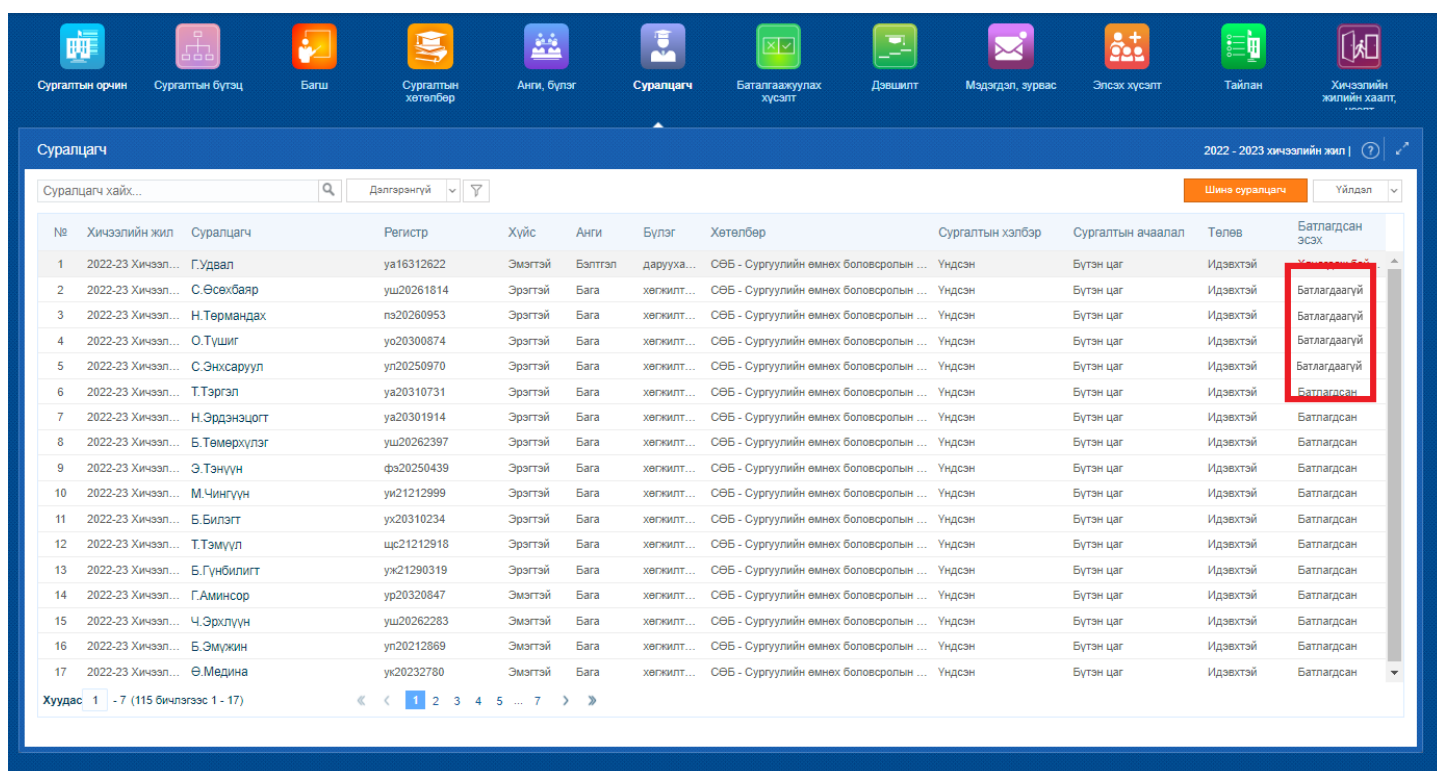 Сургалтын орчин
Сургалтын бүтэц
Багш
Сургалтын хөтөлбөр
Анги, бүлэг
Суралцагч
Баталгаажуулах хүсэлт
Дэвшилт
Мэдэгдэл, зурвас
Элсэх хүсэлт
Тайлан
Хичээлийн жилийн хаалт,
Суралцагч 2022 - 2023 хичээлийн жил |
Суралцагч хайх... Дэлгэрэнгүй Шинэ суралцагч Үйлдэл
№ Хичээлийн жил Суралцагч Регистр Хүйс Анги Бүлэг Хөтөлбөр Сургалтын хэлбэр Сургалтын ачаалал Төлөв Батлагдсан эсэх
1 2022-23 Хичээл... Г.Удвал уа16312622 Эмэгтэй Бэлтгэл даруухa... СӨБ - Сургуулийн өмнөх боловсролын ... Үндсэн Бүтэн цаг Идэвхтэй
2 2022-23 Хичээл... С.Өсөхбаяр уш20261814 Эрэгтэй Бага хөгжилт... СӨБ - Сургуулийн өмнөх боловсролын ... Үндсэн Бүтэн цаг Идэвхтэй Батлагдаагүй
3 2022-23 Хичээл... Н.Төрмандах пэ20260953 Эрэгтэй Бага хөгжилт... СӨБ - Сургуулийн өмнөх боловсролын ... Үндсэн Бүтэн цаг Идэвхтэй Батлагдаагүй
4 2022-23 Хичээл... О.Түшиг уо20300874 Эрэгтэй Бага хөгжилт... СӨБ - Сургуулийн өмнөх боловсролын ... Үндсэн Бүтэн цаг Идэвхтэй Батлагдаагүй
5 2022-23 Хичээл... С.Энхсаруул уп20250970 Эрэгтэй Бага хөгжилт... СӨБ - Сургуулийн өмнөх боловсролын ... Үндсэн Бүтэн цаг Идэвхтэй Батлагдаагүй
6 2022-23 Хичээл... Т.Тэргэл уа20310731 Эрэгтэй Бага хөгжилт... СӨБ - Сургуулийн өмнөх боловсролын ... Үндсэн Бүтэн цаг Идэвхтэй Батлагдсан
7 2022-23 Хичээл... Н.Эрдэнэцогт уа20301914 Эрэгтэй Бага хөгжилт... СӨБ - Сургуулийн өмнөх боловсролын ... Үндсэн Бүтэн цаг Идэвхтэй Батлагдсан
8 2022-23 Хичээл... Б.Төмөрхүлэг уш20262397 Эрэгтэй Бага хөгжилт... СӨБ - Сургуулийн өмнөх боловсролын ... Үндсэн Бүтэн цаг Идэвхтэй Батлагдсан
9 2022-23 Хичээл... Э.Тэнүүн фэ20250439 Эрэгтэй Бага хөгжилт... СӨБ - Сургуулийн өмнөх боловсролын ... Үндсэн Бүтэн цаг Идэвхтэй Батлагдсан
10 2022-23 Хичээл... М.Чингүүн уи21212999 Эрэгтэй Бага хөгжилт... СӨБ - Сургуулийн өмнөх боловсролын ... Үндсэн Бүтэн цаг Идэвхтэй Батлагдсан
11 2022-23 Хичээл... Б.Билэгт ух20310234 Эрэгтэй Бага хөгжилт... СӨБ - Сургуулийн өмнөх боловсролын ... Үндсэн Бүтэн цаг Идэвхтэй Батлагдсан
12 2022-23 Хичээл... Т.Тэмүүл щс21212918 Эрэгтэй Бага хөгжилт... СӨБ - Сургуулийн өмнөх боловсролын ... Үндсэн Бүтэн цаг Идэвхтэй Батлагдсан
13 2022-23 Хичээл... Б.Гүнбилигт уж21290319 Эрэгтэй Бага хөгжилт... СӨБ - Сургуулийн өмнөх боловсролын ... Үндсэн Бүтэн цаг Идэвхтэй Батлагдсан
14 2022-23 Хичээл... Г.Аминсор ур20320847 Эмэгтэй Бага хөгжилт... СӨБ - Сургуулийн өмнөх боловсролын ... Үндсэн Бүтэн цаг Идэвхтэй Батлагдсан
15 2022-23 Хичээл... Ч.Эрхлүүн уш20262283 Эмэгтэй Бага хөгжилт... СӨБ - Сургуулийн өмнөх боловсролын ... Үндсэн Бүтэн цаг Идэвхтэй Батлагдсан
16 2022-23 Хичээл... Б.Эмүжин уп20212869 Эмэгтэй Бага хөгжилт... СӨБ - Сургуулийн өмнөх боловсролын ... Үндсэн Бүтэн цаг Идэвхтэй Батлагдсан
17 2022-23 Хичээл... Ө.Медина ук20232780 Эмэгтэй Бага хөгжилт... СӨБ - Сургуулийн өмнөх боловсролын ... Үндсэн Бүтэн цаг Идэвхтэй Батлагдсан
Хуудас 1 - 7 (115 бичлэгээс 1 - 17) 1 2 3 4 5 ... 7